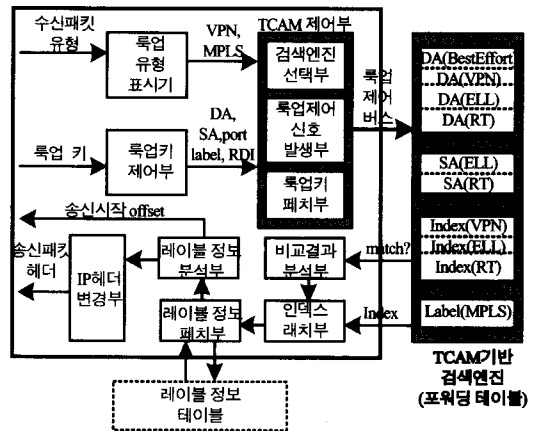 수신패킷
유형
룩업
유형
표시기
VPN,
MPLS
TCAM 제어부
검색엔진
선택부
룩업제어
신호
발생부
룩업키
페치부
룩업 키
룩업키
제어부
DA,
SA,port
label, RDI
룩업
제어
버스
DA(BestEffort
DA(VPN)
DA(ELL)
DA(RT)
SA(ELL)
SA(RT)
Index(VPN)
Index(ELL)
Index(RT)
Label(MPLS)
TCAM기반
검색엔진
(포워딩 테이블)
송신시작 offset
송신패킷
헤더
IP헤더
변경부
레이블 정보
분석부
비교결과
분석부
match?
레이블 정보
페치부
인덱스
래치부
Index
레이블 정보
테이블